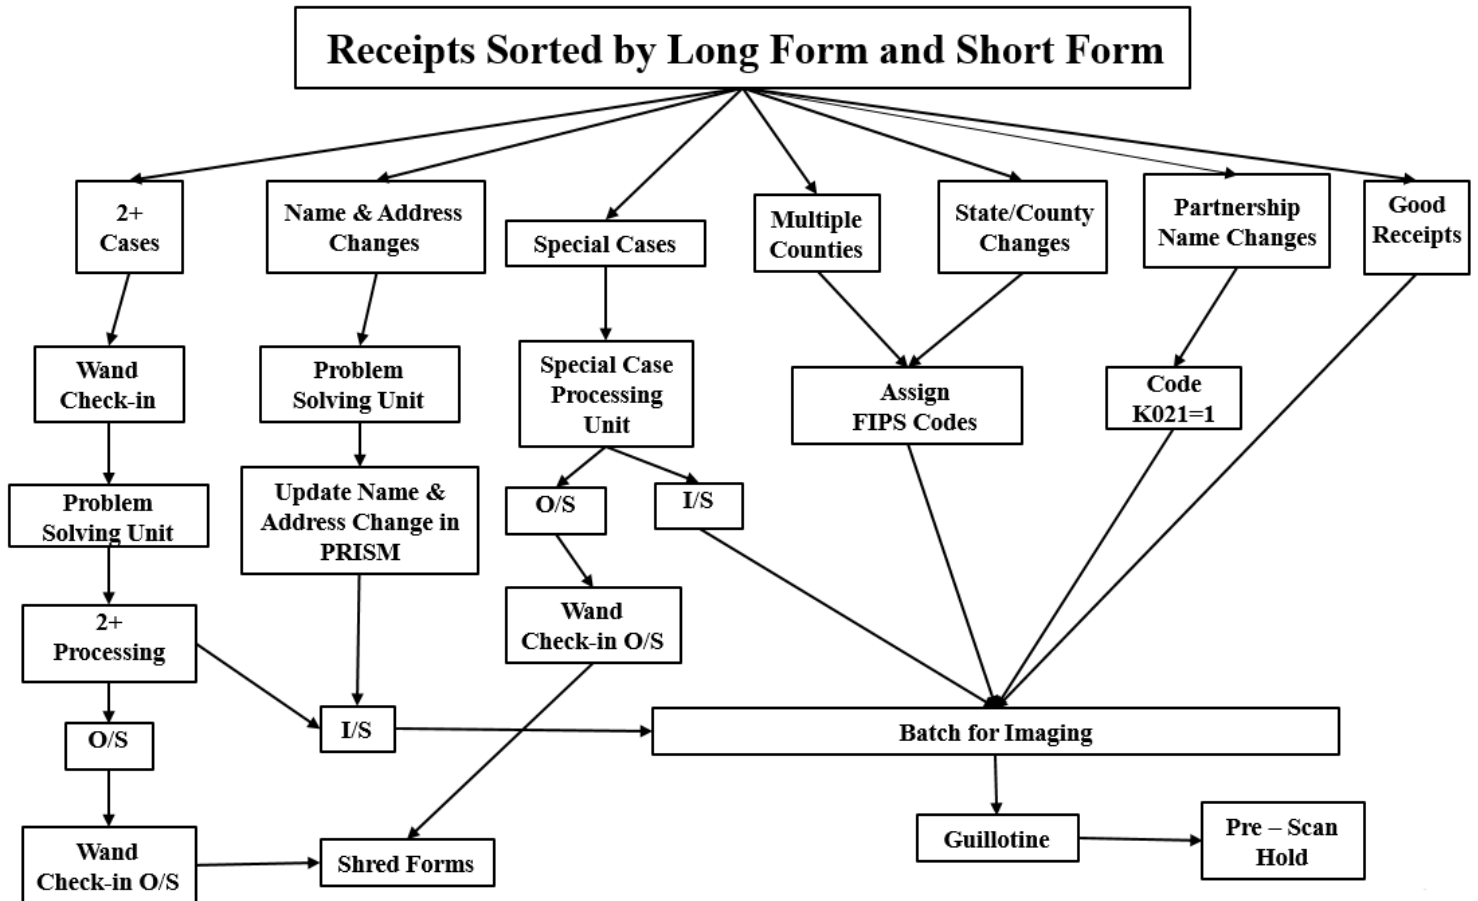 Receipts Sorted by Long Form and Short Form
2+
Cases
Name & Address
Changes
Special Cases
Multiple
Counties
State/County
Changes
Partnership
Name Changes
Good
Receipts
Wand
Check-in
Problem
Solving Unit
Special Case
Processing
Unit
Assign
FIPS Codes
Code
K021=1
Problem
Solving Unit
Update Name &
Address Change in
PRISM
O/S
I/S
2+
Processing
Wand
Check-in O/S
O/S
I/S
Batch for Imaging
Wand
Check-in O/S
Shred Forms
Guillotine
Pre – Scan
Hold